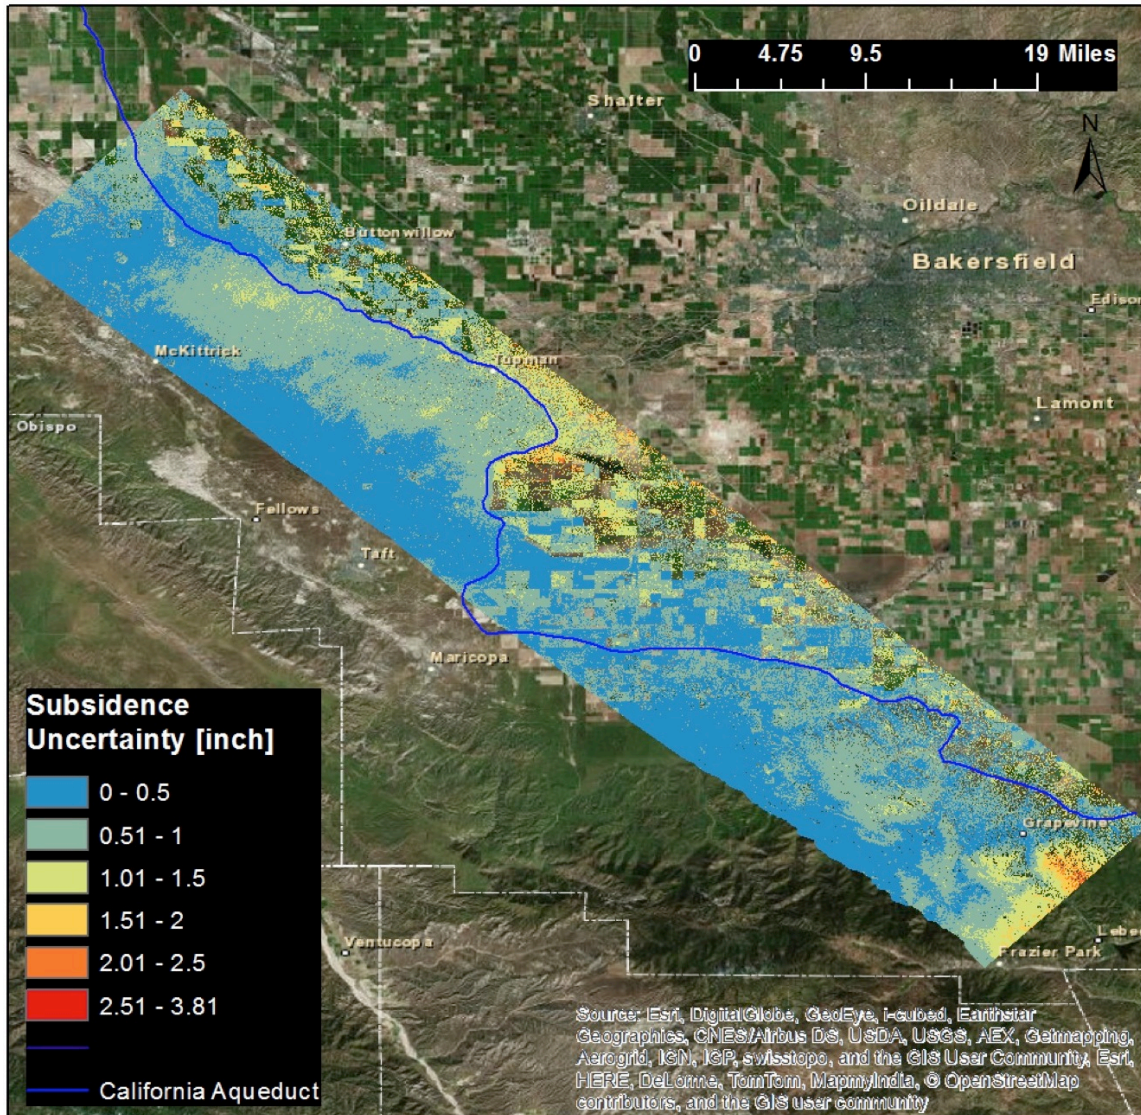 0 4.75 9.5 19 Miles
Shafter
N
Oildale
Buttonwillow
Bakersfield
Edison
McKittrick
Tupman
Lamont
Obispo
Fellows
Taft
Maricopa
Subsidence
Uncertainty [inch]
0 - 0.5
0.51 - 1
1.01 - 1.5
1.51 - 2
2.01 - 2.5
2.51 - 3.81
California Aqueduct
Grapevine
Ventucopa
Lebec
Frazier Park
Source: Esri, DigitalGlobe, GeoEye, i-cubed, Earthstar
Geographics, CNES/Airbus DS, USDA, USGS, AEX, Getmapping,
Aerogrid, IGN, IGP, swisstopo, and the GIS User Community, Esri,
HERE, DeLorme, TomTom, MapmyIndia, © OpenStreetMap
contributors, and the GIS user community